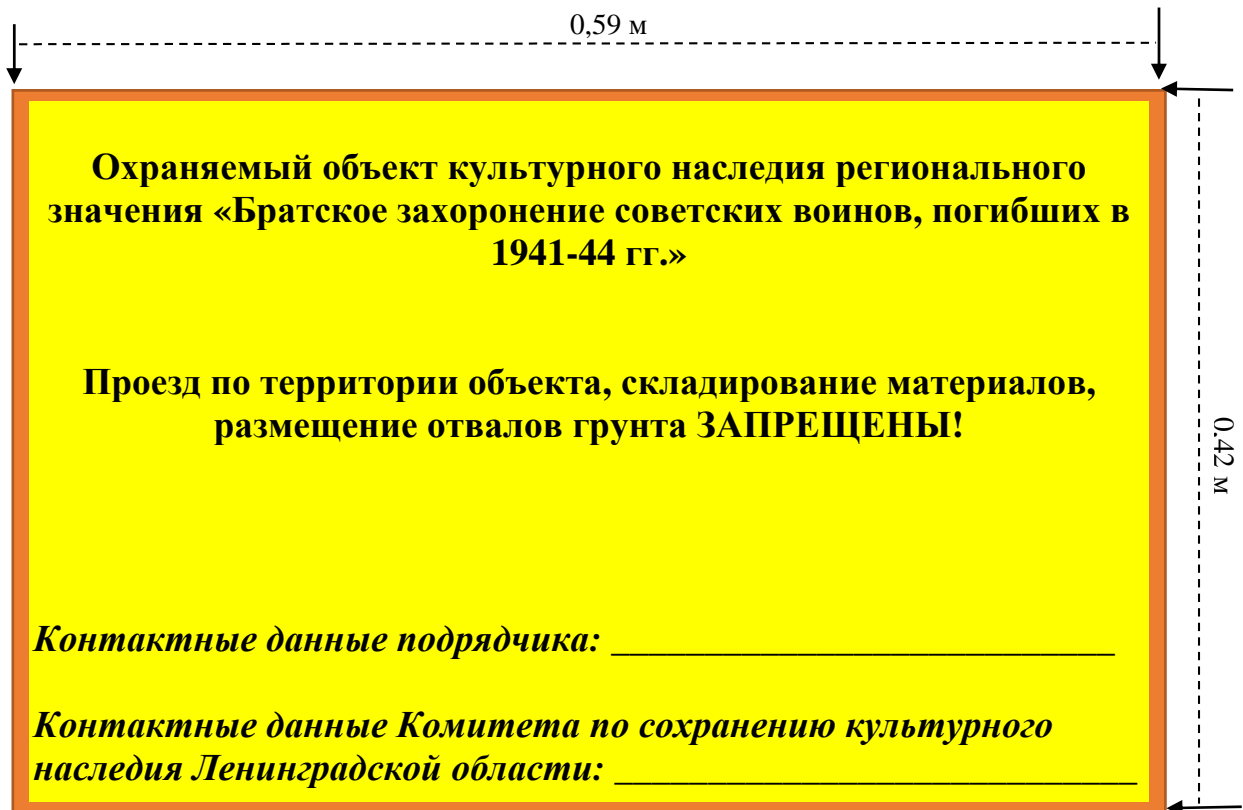 0,59 м
Охраняемый объект культурного наследия регионального
значения «Братское захоронение советских воинов, погибших в
1941-44 гг.»
Проезд по территории объекта, складирование материалов,
размещение отвалов грунта ЗАПРЕЩЕНЫ!
0.42 м
Контактные данные подрядчика: ___________________________
Контактные данные Комитета по сохранению культурного
наследия Ленинградской области: ____________________________